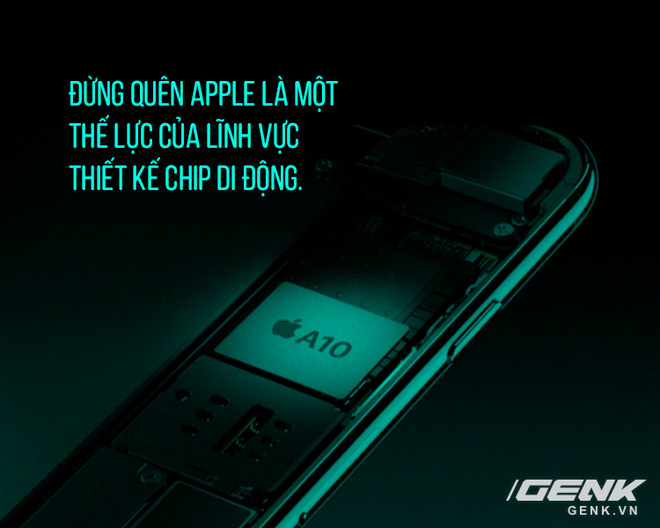 ĐỪNG QUÊN APPLE LÀ MỘT
THẾ LỰC CỦA LĨNH VỰC
THIẾT KẾ CHIP DI ĐỘNG.
A10
GENK
GENK.VN